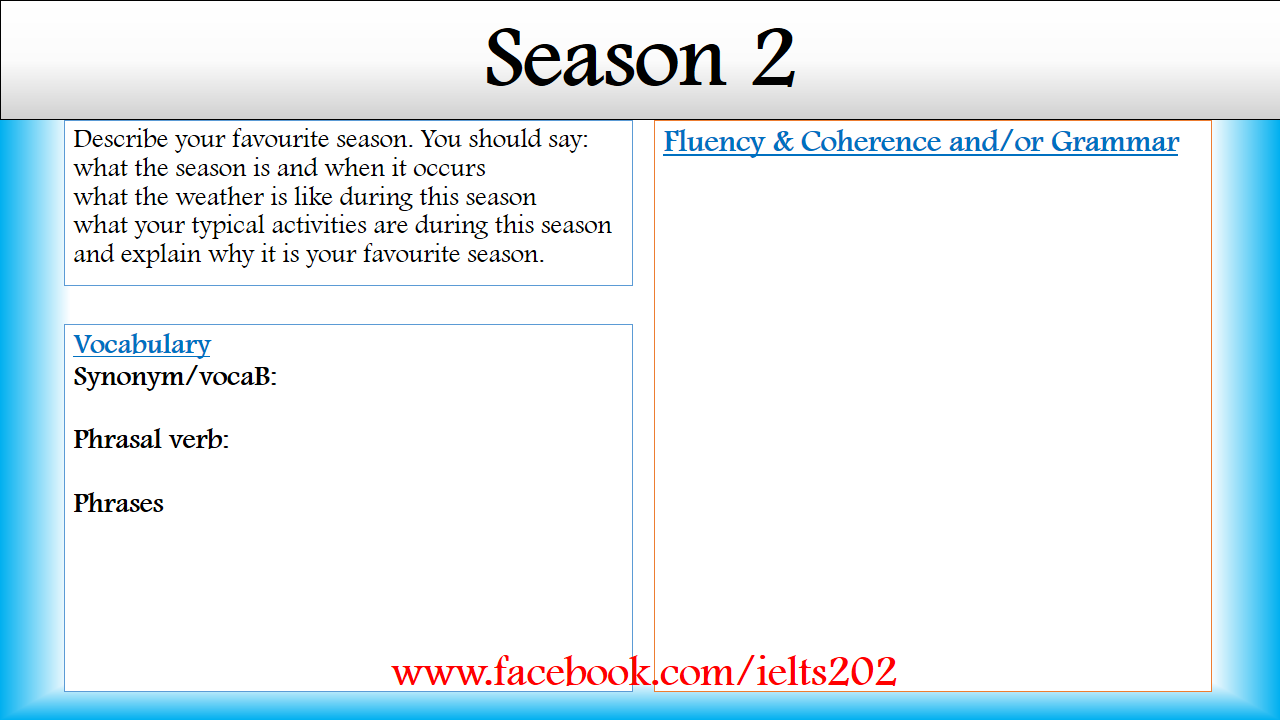 Season 2
Describe your favourite season. You should say:
what the season is and when it occurs
what the weather is like during this season
what your typical activities are during this season
and explain why it is your favourite season.
Vocabulary
Synonym/vocaB:
Phrasal verb:
Phrases
Fluency & Coherence and/or Grammar
www.facebook.com/ielts202